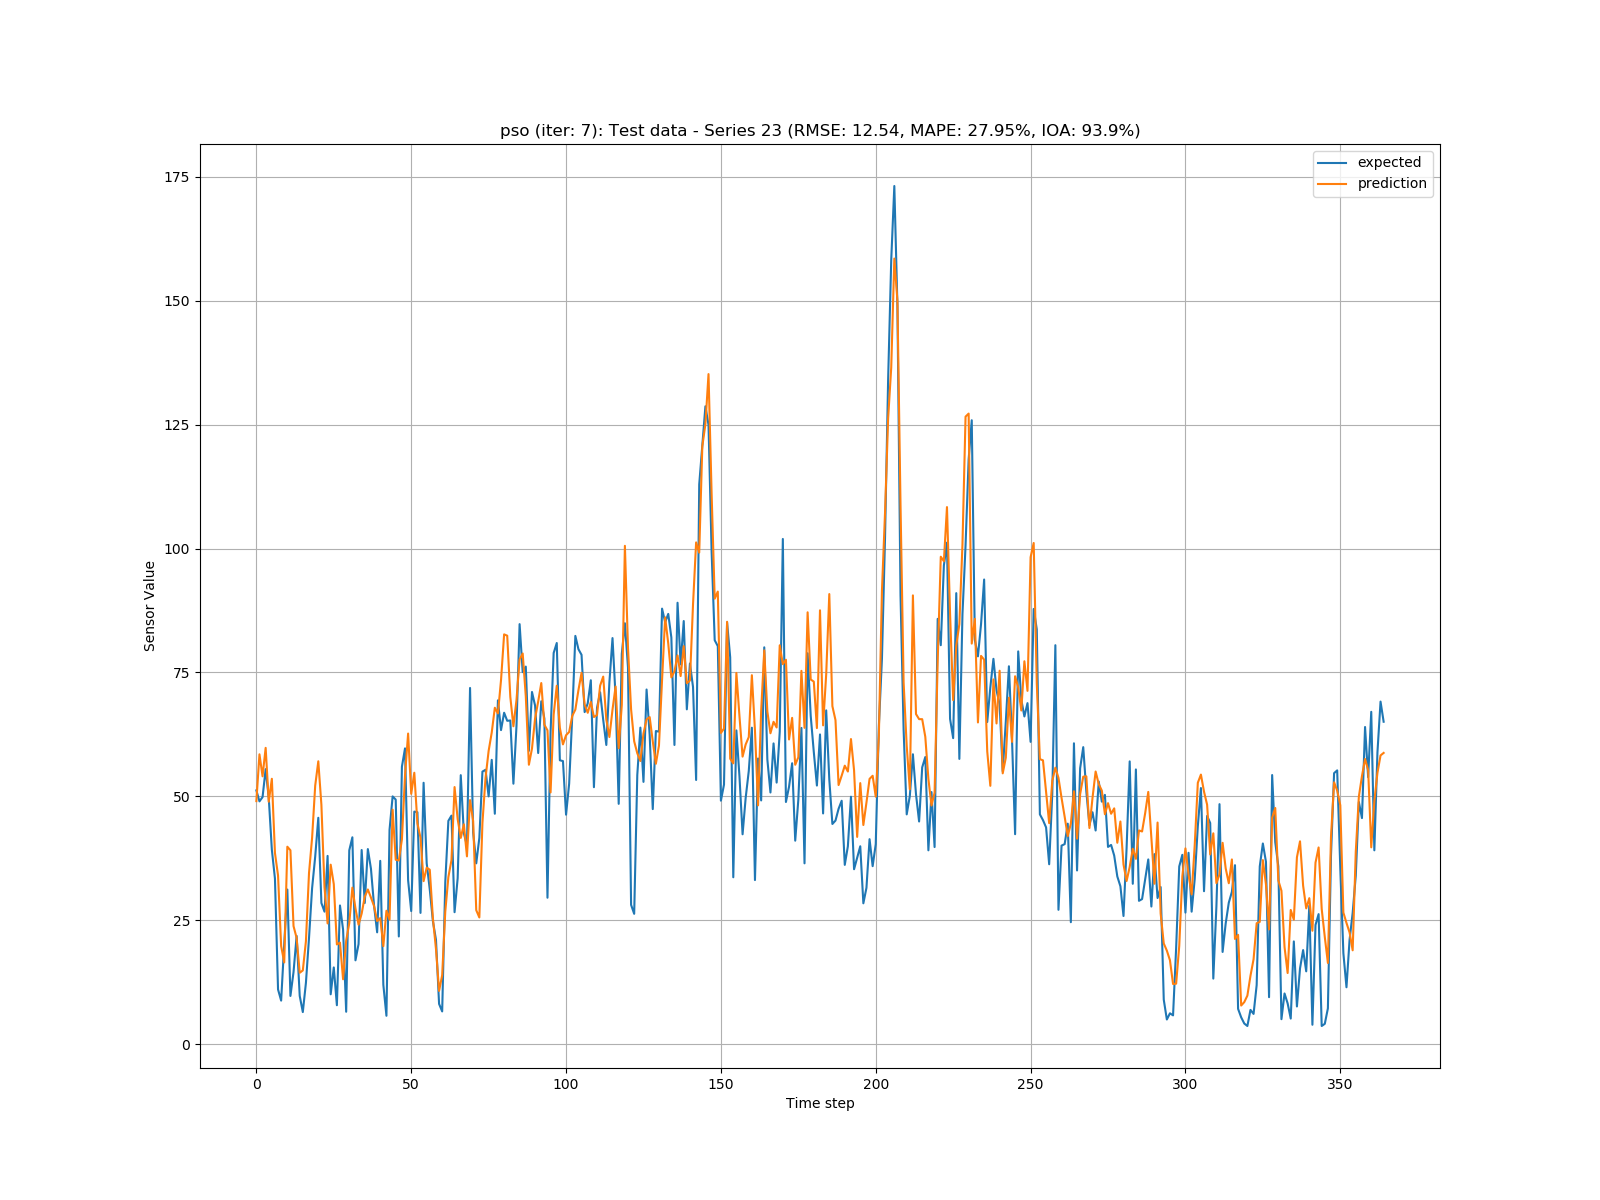 pso (iter: 7): Test data - Series 23 (RMSE: 12.54, MAPE: 27.95%, IOA: 93.9%)
expected
prediction
175
150
125
100
75
50
25
0
Sensor Value
0 50 100 150 200 250 300 350
Time step